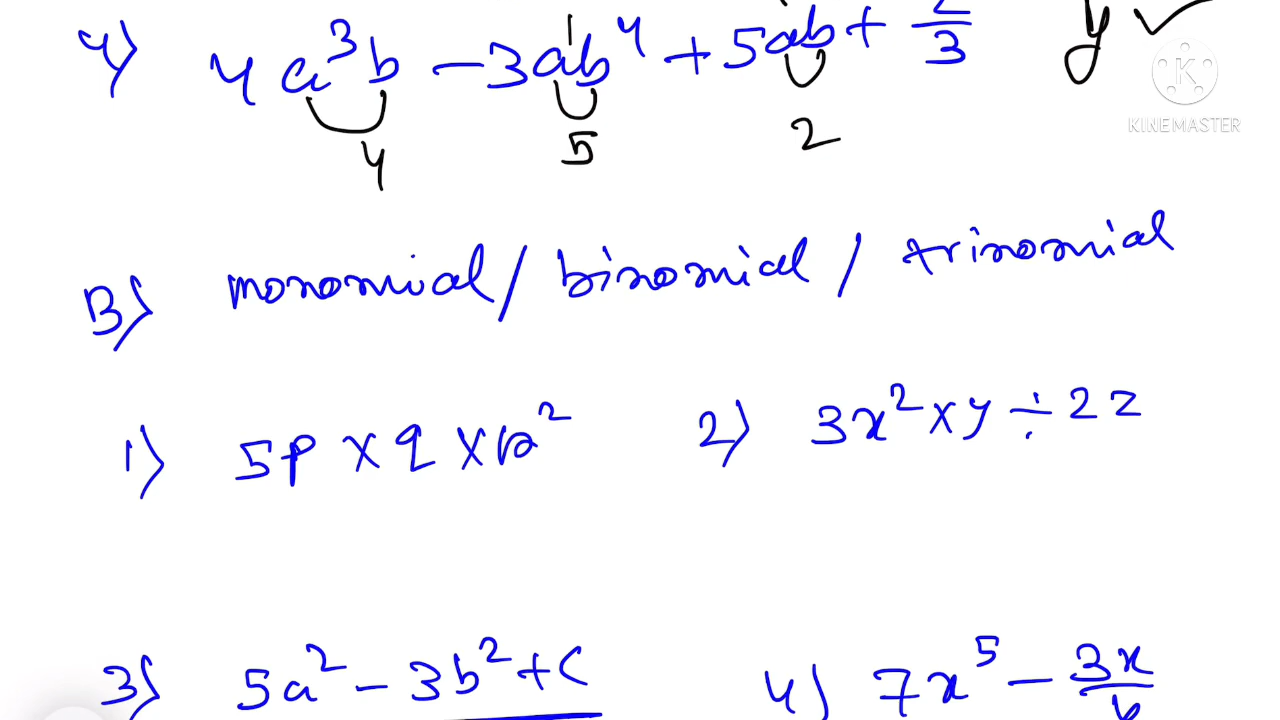 4) 4a³b - 3ab⁴ + 5ab + 2/3 y ✓
1
4 5 2
KINEMASTER
B) monomial / binomial / trinomial
1) 5p × q × r² 2) 3x² × y ÷ 2z
3) 5a² - 3b² + c 4) 7x⁵ - 3x/